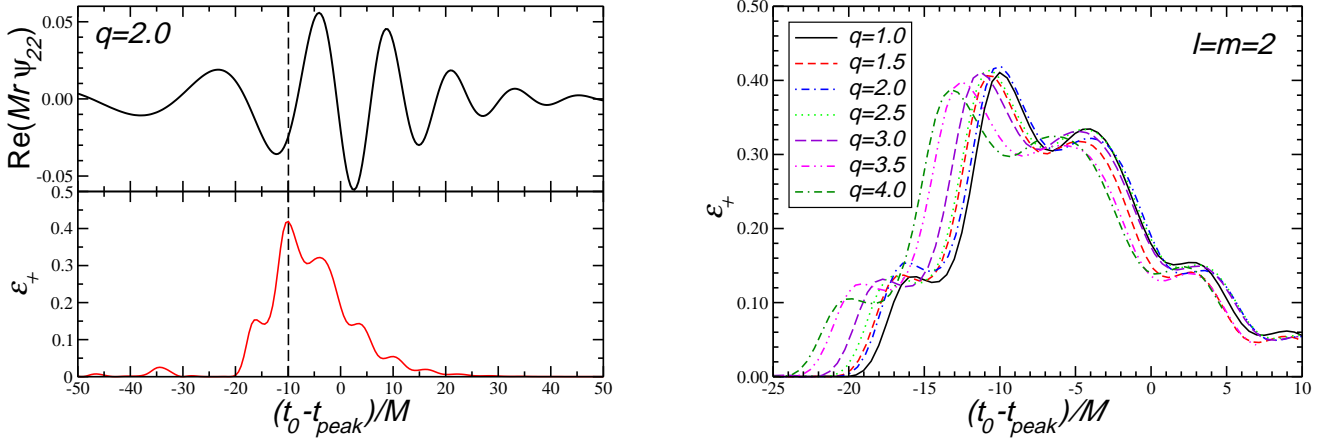 q=2.0
Re(Mr ψ22)
0.05
0.00
-0.05
0.5
0.4
0.3
0.2
0.1
0
ε+
-50 -40 -30 -20 -10 0 10 20 30 40 50
(t0-tpeak)/M
l=m=2
q=1.0
q=1.5
q=2.0
q=2.5
q=3.0
q=3.5
q=4.0
0.50
0.40
0.30
0.20
0.10
0.00
ε+
-25 -20 -15 -10 -5 0 5 10
(t0-tpeak)/M